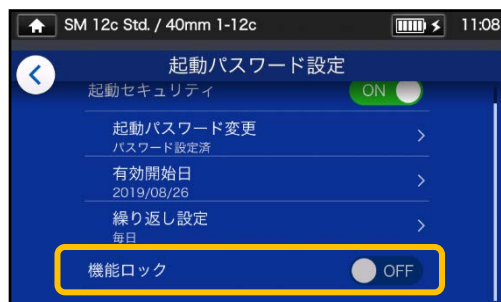 SM 12c Std. / 40mm 1-12c 11:08
起動パスワード設定
起動セキュリティ ON
起動パスワード変更
パスワード設定済
有効開始日
2019/08/26
繰り返し設定
毎日
機能ロック OFF